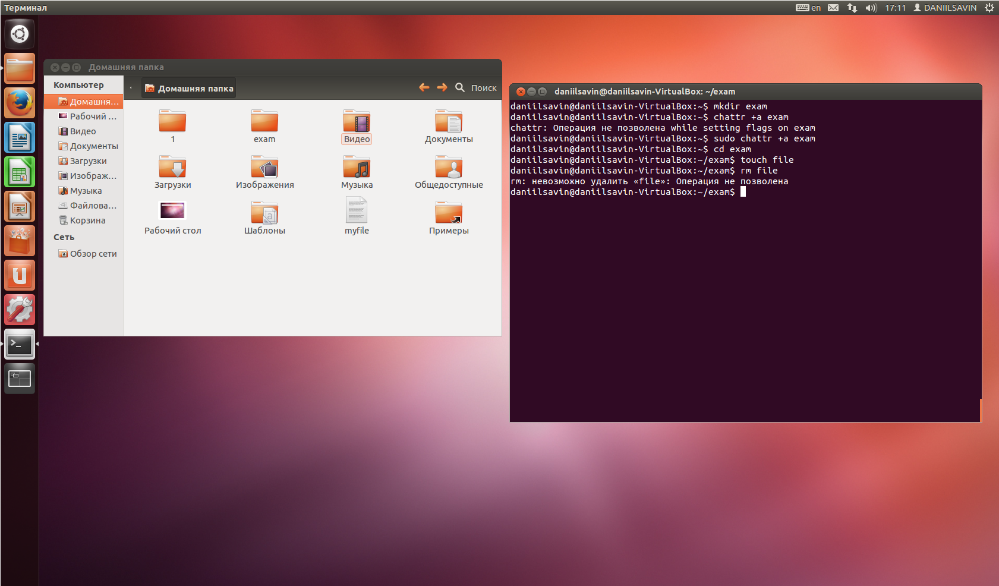 Терминал
en
17:11
DANIILSAVIN
Домашняя папка
Компьютер
Домашня...
Рабочий ...
Видео
Документы
Загрузки
Изображ...
Музыка
Файлова...
Корзина
Сеть
Обзор сети
Домашняя папка
Поиск
1
exam
Видео
Документы
Загрузки
Изображения
Музыка
Общедоступные
Рабочий стол
Шаблоны
myfile
Примеры
daniilsavin@daniilsavin-VirtualBox: ~/exam
daniilsavin@daniilsavin-VirtualBox:~$ mkdir exam
daniilsavin@daniilsavin-VirtualBox:~$ chattr +a exam
chattr: Операция не позволена while setting flags on exam
daniilsavin@daniilsavin-VirtualBox:~$ sudo chattr +a exam
daniilsavin@daniilsavin-VirtualBox:~$ cd exam
daniilsavin@daniilsavin-VirtualBox:~/exam$ touch file
daniilsavin@daniilsavin-VirtualBox:~/exam$ rm file
rm: невозможно удалить «file»: Операция не позволена
daniilsavin@daniilsavin-VirtualBox:~/exam$